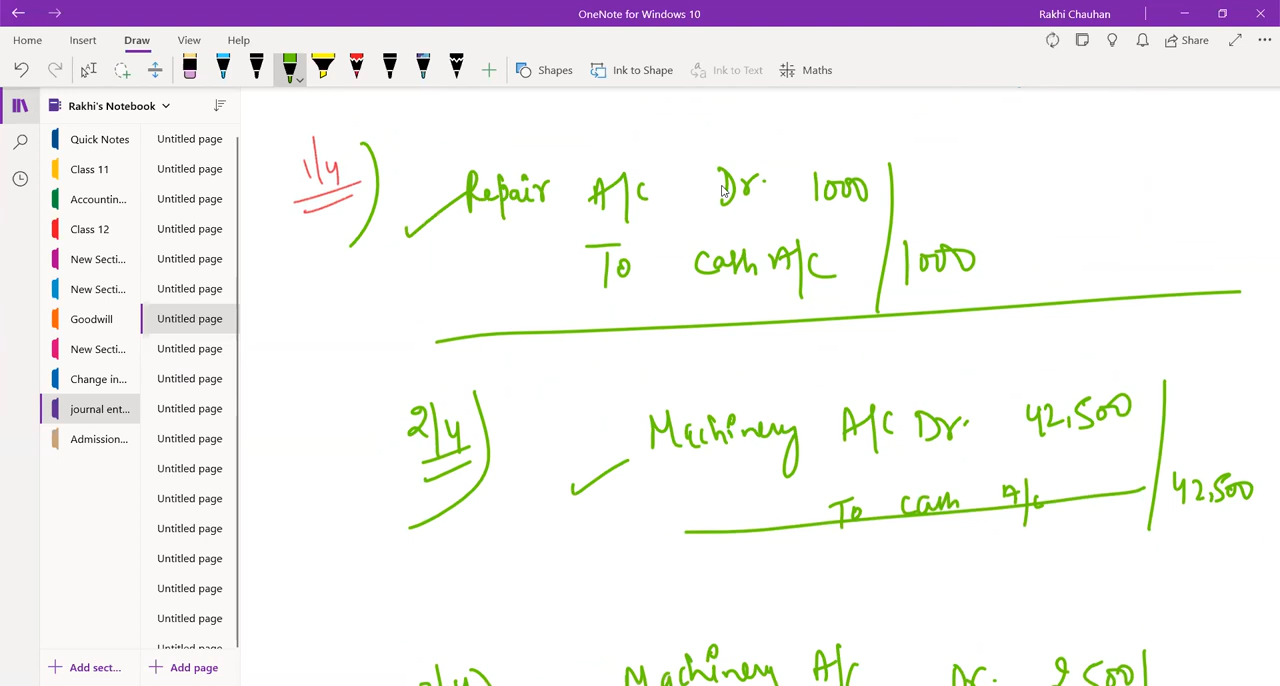 OneNote for Windows 10
Rakhi Chauhan
Home Insert Draw View Help
Share
Shapes Ink to Shape Ink to Text Maths
Rakhi's Notebook
Quick Notes Untitled page
Class 11 Untitled page
Accountin... Untitled page
Class 12 Untitled page
New Secti... Untitled page
New Secti... Untitled page
Goodwill Untitled page
New Secti... Untitled page
Change in... Untitled page
journal ent... Untitled page
Admission... Untitled page
Untitled page
Untitled page
Untitled page
Untitled page
Untitled page
Untitled page
Untitled page
Add sect... Add page
1/4) Repair A/c Dr. 1000
To cash A/c 1000
2/4) Machinery A/c Dr. 42,500
To cash A/c 42,500
Machinery A/c Dr.